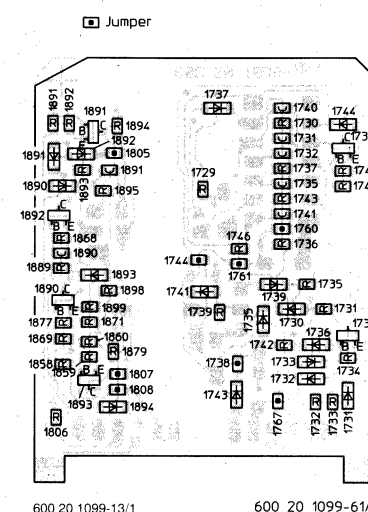 Jumper
1737
1891
1892
1891
R
R
R
1894
1740
R
1730
1744
1892
1731
1891
1805
1732
R
1893
1891
1729
R
1737
1890
R
1895
1735
R
1743
1892
C
B
E
1741
R
1868
1746
R
1760
1890
1744
R
1736
1889
R
1893
1761
1890
C
R
1898
1741
1739
R
1735
B
E
R
1899
1739
R
1735
1730
R
1731
1877
R
R
1871
1869
R
R
1860
1742
R
1736
B
E
1858
R
1859
R
1879
1738
1733
R
1734
B
E
C
1807
1732
1893
1808
1743
1894
R
1806
1767
R
1732
R
1733
1731
600 20 1099-13/1
600 20 1099-61/